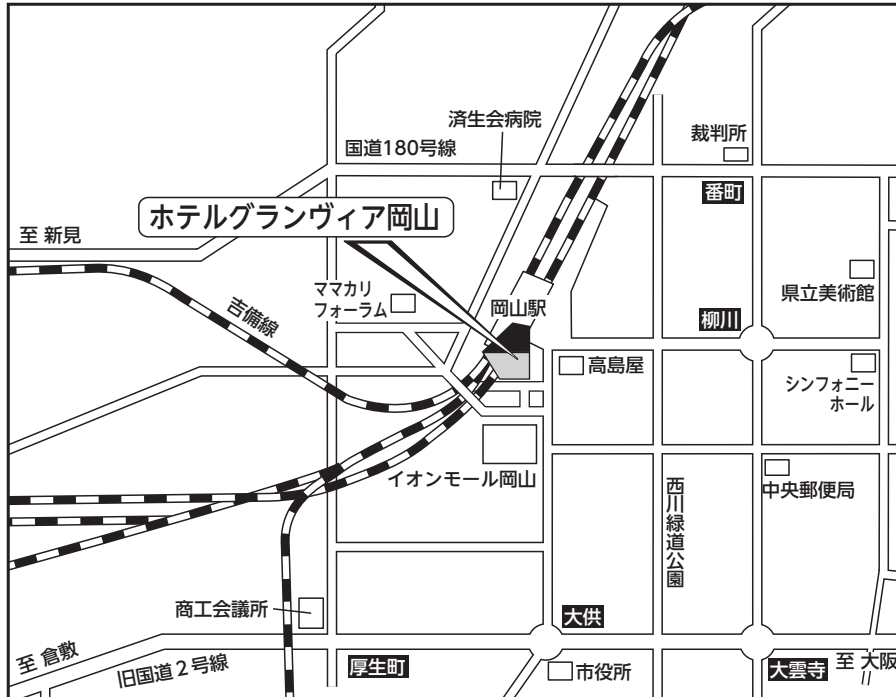 済生会病院
裁判所
国道180号線
番町
ホテルグランヴィア岡山
至 新見
県立美術館
ママカリ
フォーラム
岡山駅
吉備線
柳川
高島屋
シンフォニー
ホール
イオンモール岡山
中央郵便局
西川緑道公園
商工会議所
大供
至 倉敷
旧国道2号線
厚生町
市役所
大雲寺
至 大阪